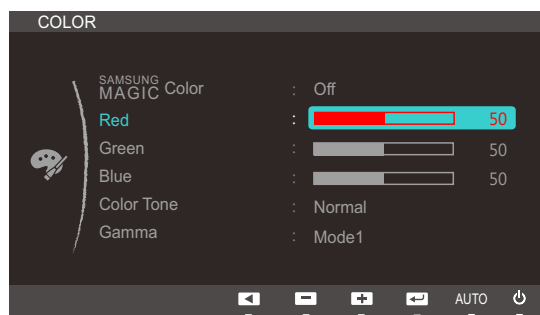 COLOR
SAMSUNG MAGIC Color : Off
Red : 50
Green : 50
Blue : 50
Color Tone : Normal
Gamma : Mode1
AUTO